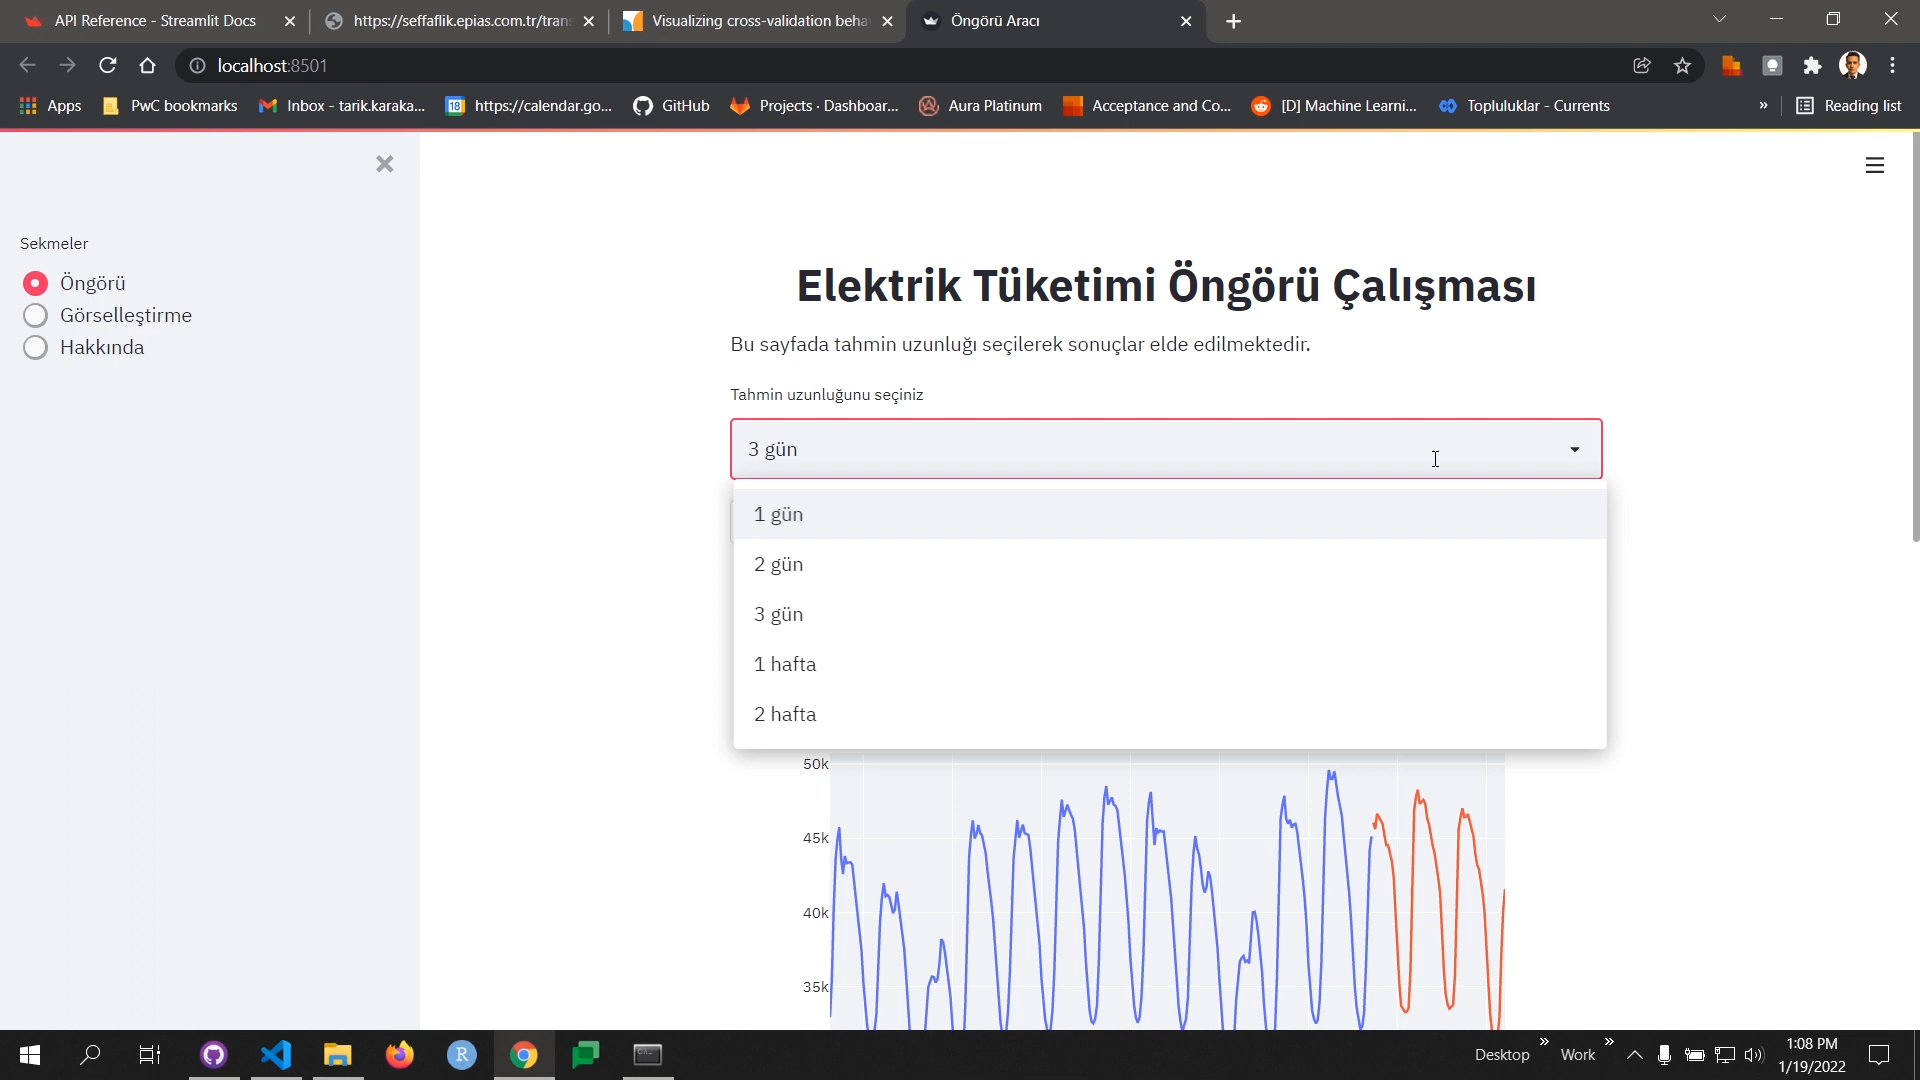 API Reference - Streamlit Docs
https://seffaflik.epias.com.tr/tran
Visualizing cross-validation beha
Öngörü Aracı
localhost:8501
Apps
PwC bookmarks
Inbox - tarik.karaka...
18
https://calendar.go...
GitHub
Projects · Dashboar...
Aura Platinum
Acceptance and Co...
[D] Machine Learni...
Topluluklar - Currents
»
Reading list
Sekmeler
Öngörü
Görselleştirme
Hakkında
Elektrik Tüketimi Öngörü Çalışması
Bu sayfada tahmin uzunluğı seçilerek sonuçlar elde edilmektedir.
Tahmin uzunluğunu seçiniz
3 gün
1 gün
2 gün
3 gün
1 hafta
2 hafta
50k
45k
40k
35k
R
Desktop
»
Work
»
1:08 PM
1/19/2022